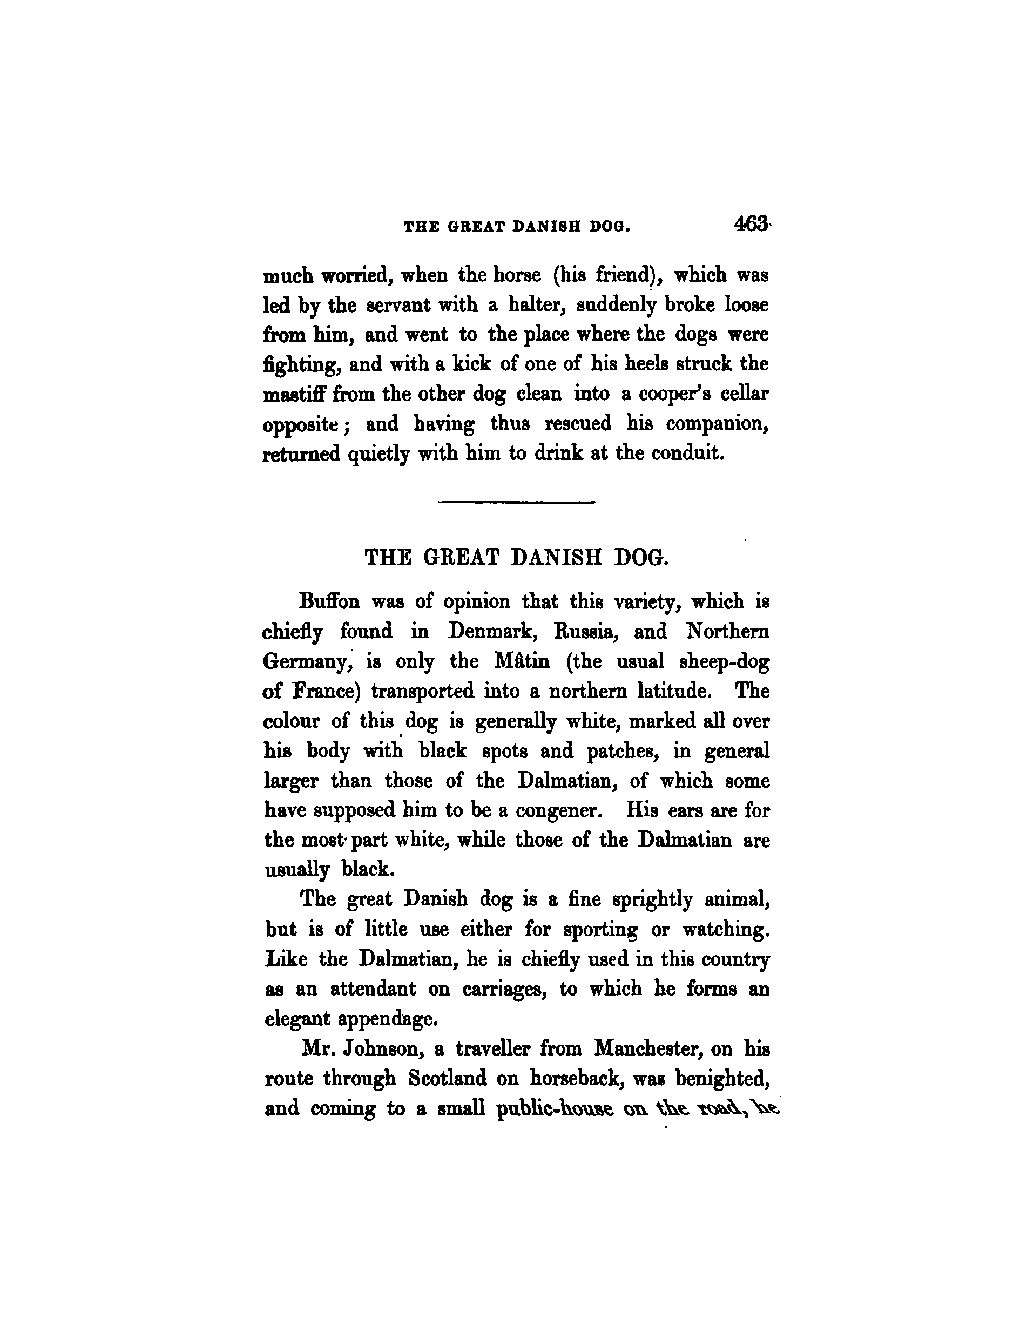 THE GREAT DANISH DOG. 463
much worried, when the horse (his friend), which was
led by the servant with a halter, suddenly broke loose
from him, and went to the place where the dogs were
fighting, and with a kick of one of his heels struck the
mastiff from the other dog clean into a cooper's cellar
opposite; and having thus rescued his companion,
returned quietly with him to drink at the conduit.
THE GREAT DANISH DOG.
Buffon was of opinion that this variety, which is
chiefly found in Denmark, Russia, and Northern
Germany, is only the Mâtin (the usual sheep-dog
of France) transported into a northern latitude. The
colour of this dog is generally white, marked all over
his body with black spots and patches, in general
larger than those of the Dalmatian, of which some
have supposed him to be a congener. His ears are for
the most part white, while those of the Dalmatian are
usually black.
The great Danish dog is a fine sprightly animal,
but is of little use either for sporting or watching.
Like the Dalmatian, he is chiefly used in this country
as an attendant on carriages, to which he forms an
elegant appendage.
Mr. Johnson, a traveller from Manchester, on his
route through Scotland on horseback, was benighted,
and coming to a small public-house on the road, he